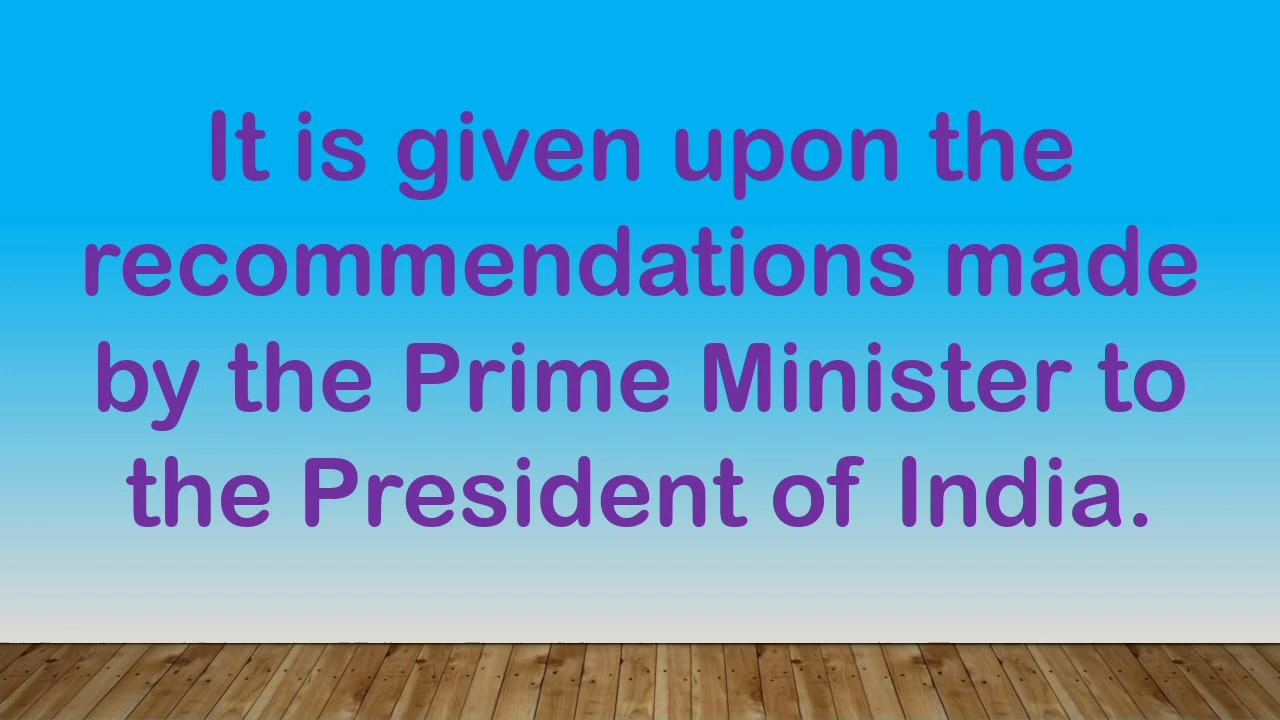 It is given upon the
recommendations made
by the Prime Minister to
the President of India.